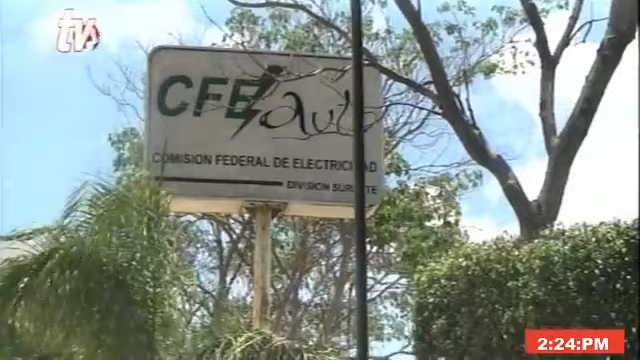 tv
CFE
COMISION FEDERAL DE ELECTRICIDAD
DIVISION SURESTE
2:24:PM